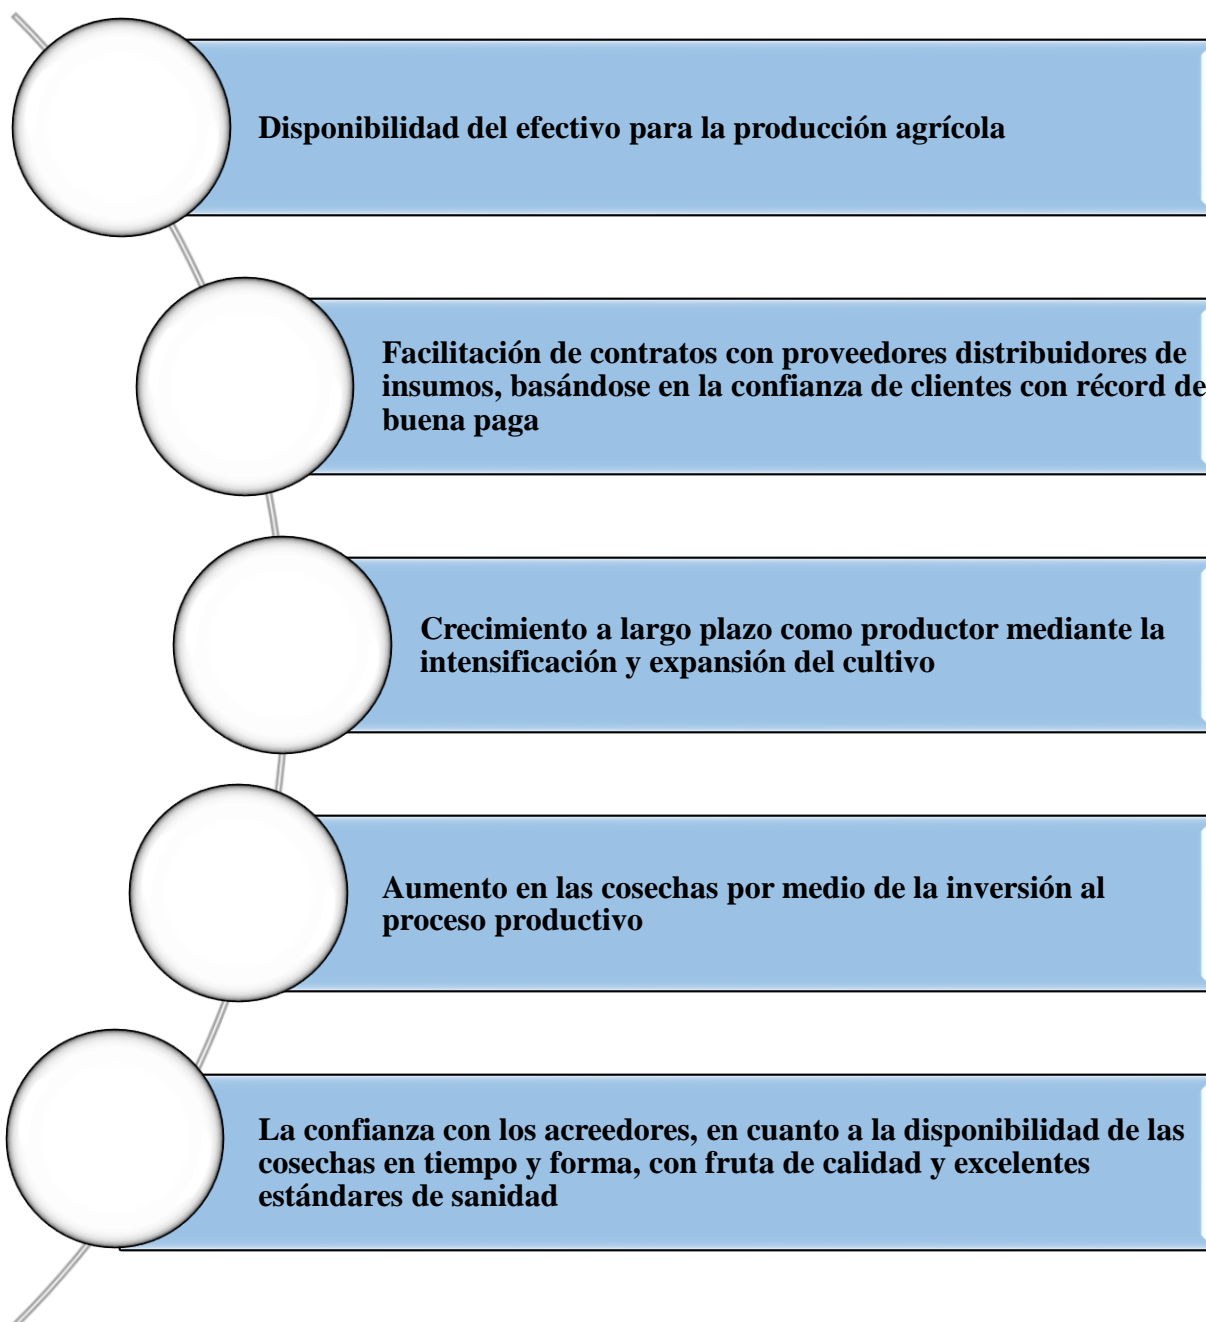 Disponibilidad del efectivo para la producción agrícola
Facilitación de contratos con proveedores distribuidores de
insumos, basándose en la confianza de clientes con récord de
buena paga
Crecimiento a largo plazo como productor mediante la
intensificación y expansión del cultivo
Aumento en las cosechas por medio de la inversión al
proceso productivo
La confianza con los acreedores, en cuanto a la disponibilidad de las
cosechas en tiempo y forma, con fruta de calidad y excelentes
estándares de sanidad